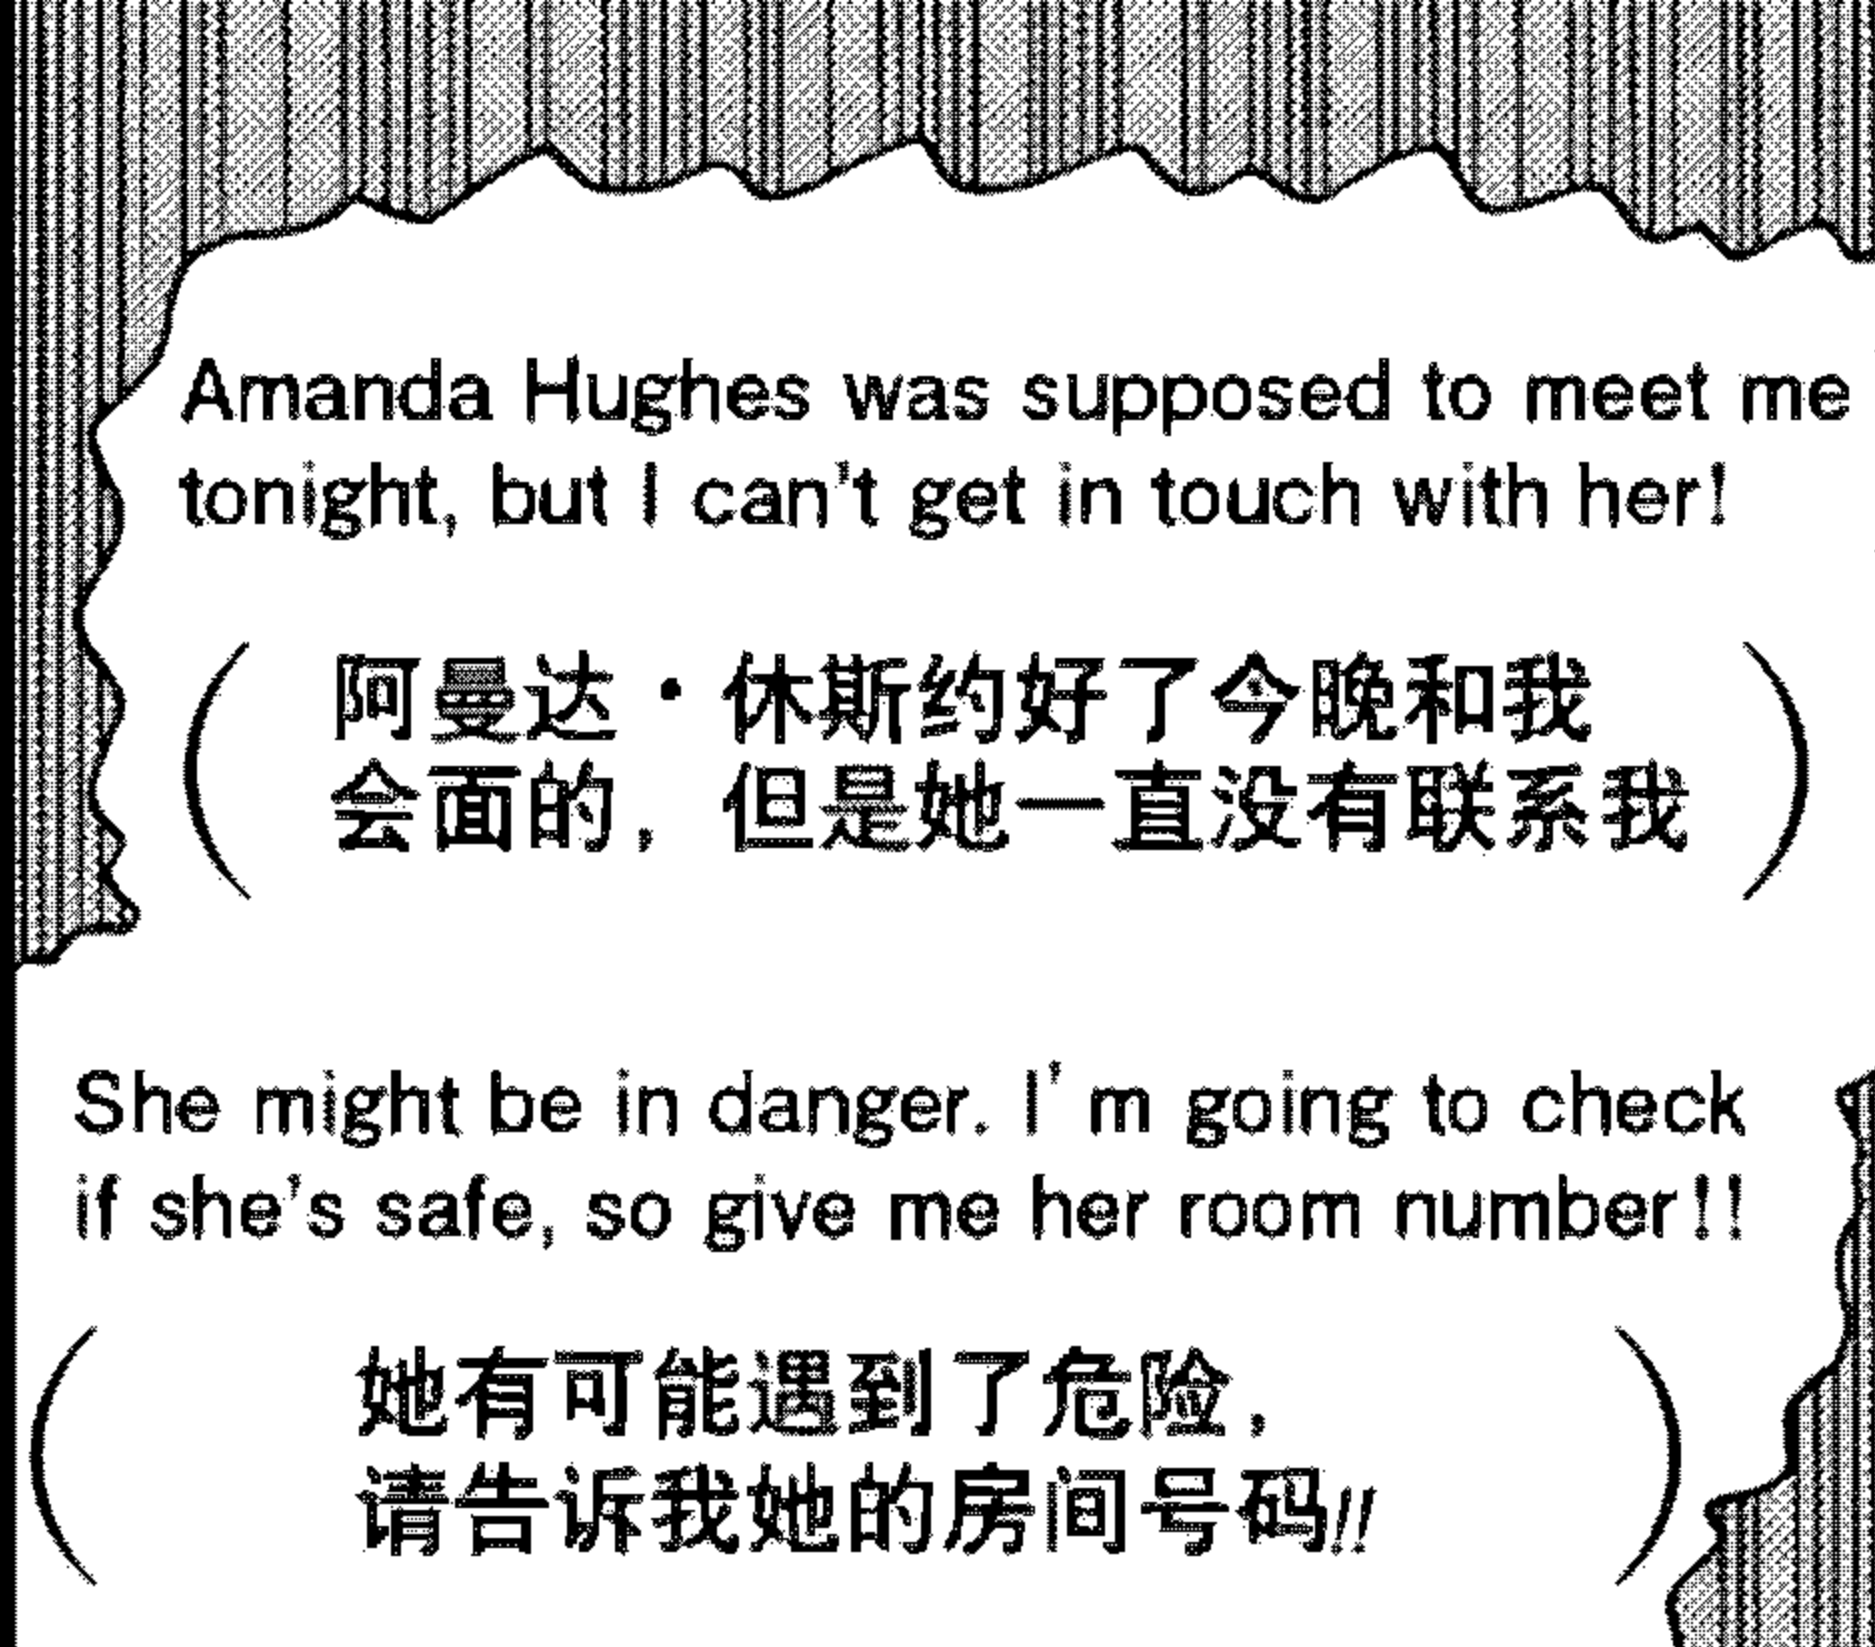 Amanda Hughes was supposed to meet me
tonight, but I can't get in touch with her!
阿曼达·休斯约好了今晚和我
会面的，但是她一直没有联系我
She might be in danger. I'm going to check
if she's safe, so give me her room number!!
她有可能遇到了危险，
请告诉我她的房间号码!!